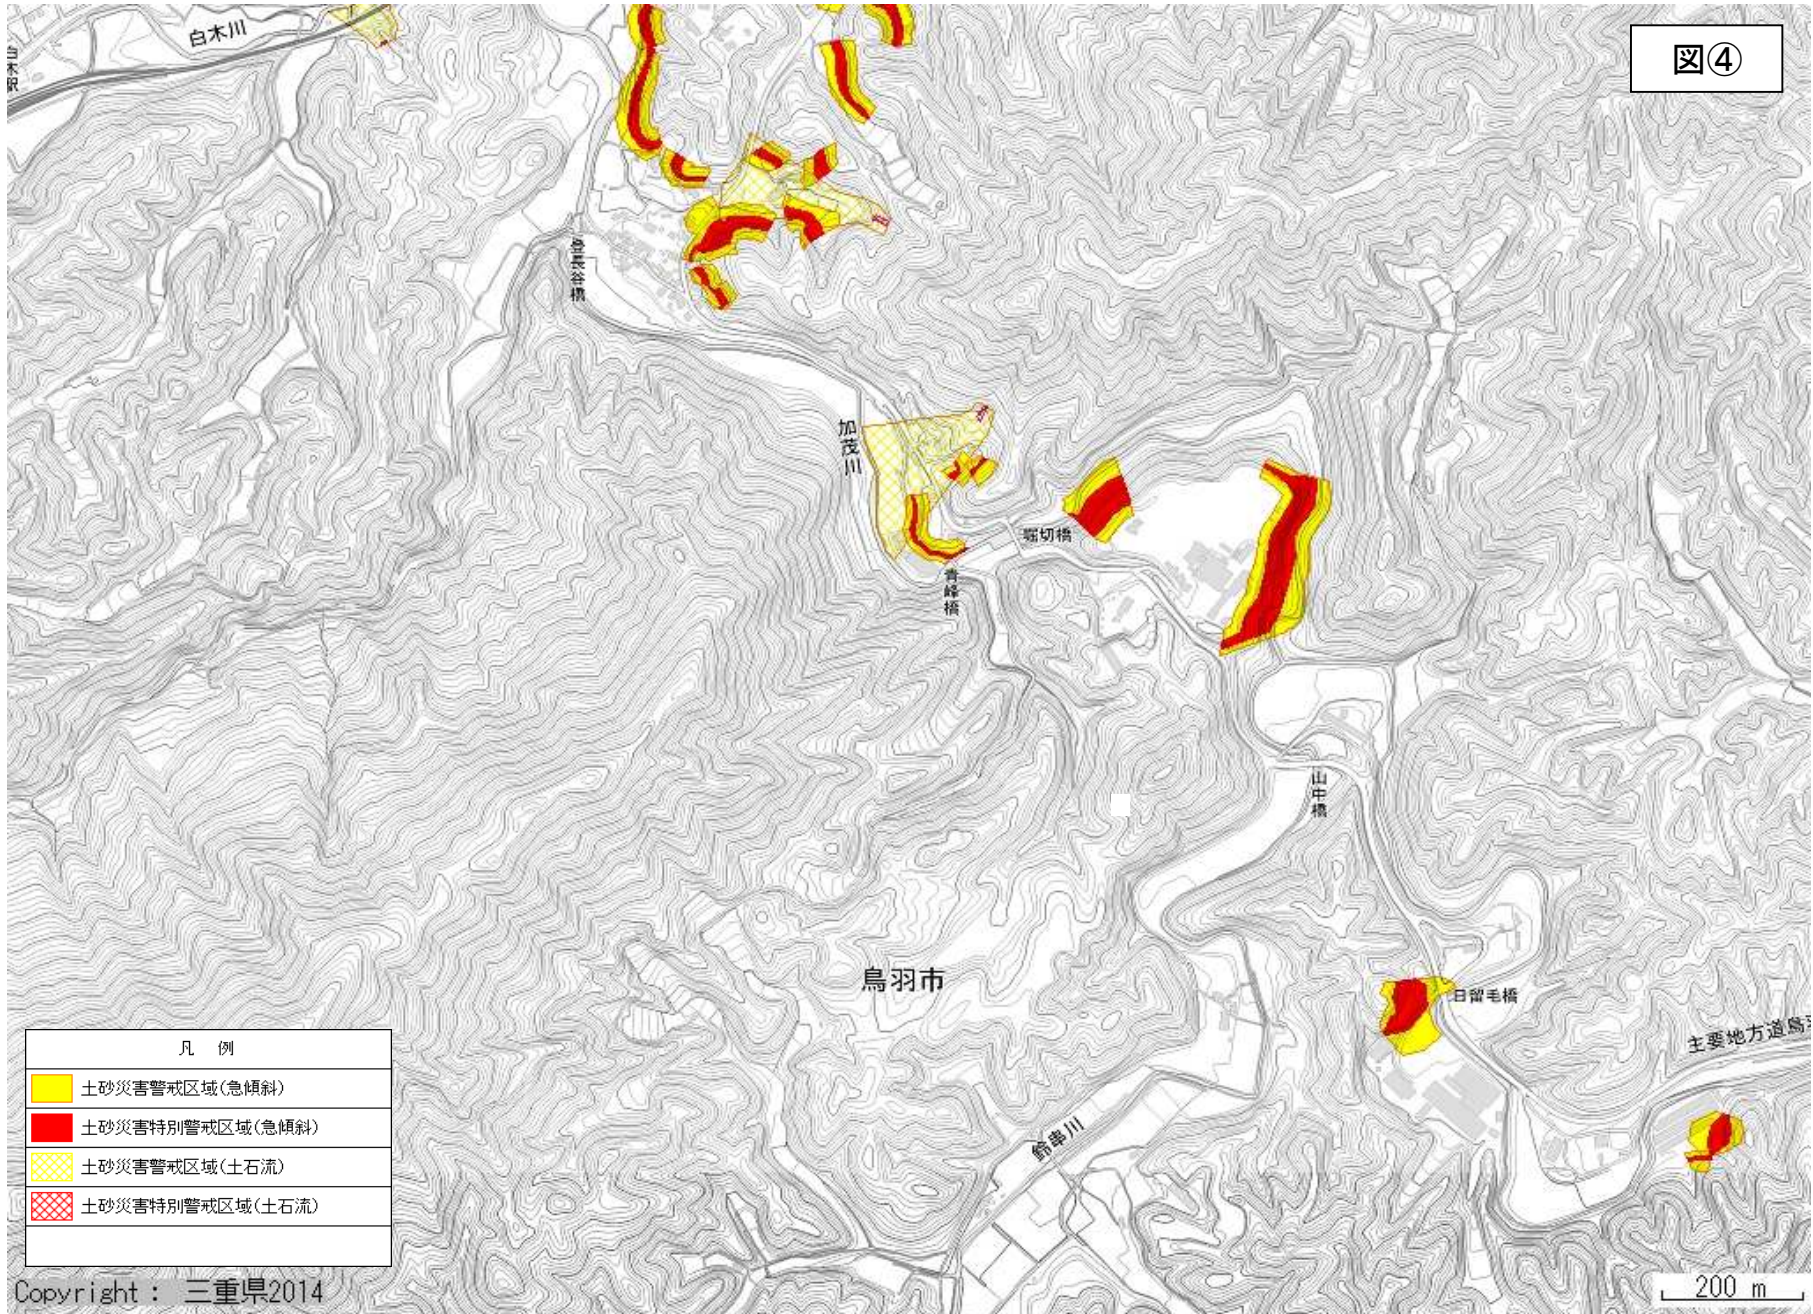 図④
白木川
白木駅
登長谷橋
加茂川
堀切橋
青峰橋
山中橋
鳥羽市
日留毛橋
主要地方道鳥羽
鈴串川
凡 例
土砂災害警戒区域(急傾斜)
土砂災害特別警戒区域(急傾斜)
土砂災害警戒区域(土石流)
土砂災害特別警戒区域(土石流)
Copyright : 三重県2014
200 m